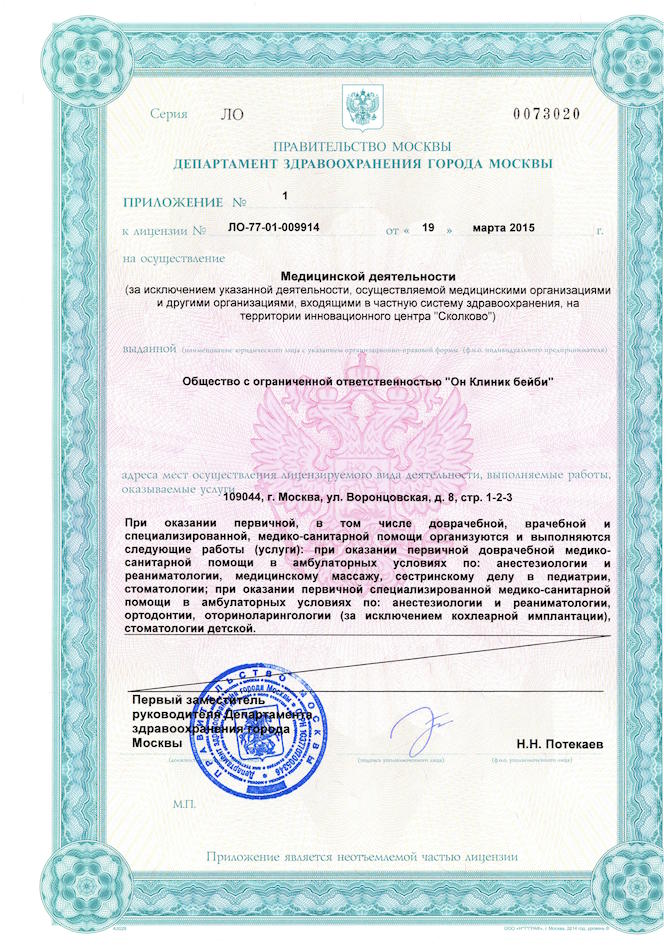 Серия ЛО 0073020
ПРАВИТЕЛЬСТВО МОСКВЫ
ДЕПАРТАМЕНТ ЗДРАВООХРАНЕНИЯ ГОРОДА МОСКВЫ
ПРИЛОЖЕНИЕ № 1
к лицензии № ЛО-77-01-009914 от « 19 » марта 2015 г.
на осуществление
Медицинской деятельности
(за исключением указанной деятельности, осуществляемой медицинскими организациями
и другими организациями, входящими в частную систему здравоохранения, на
территории инновационного центра "Сколково")
выданной (наименование юридического лица с указанием организационно-правовой формы (ф.и.о. индивидуального предпринимателя)
Общество с ограниченной ответственностью "Он Клиник бейби"
адреса мест осуществления лицензируемого вида деятельности, выполняемые работы,
оказываемые услуги
109044, г. Москва, ул. Воронцовская, д. 8, стр. 1-2-3
При оказании первичной, в том числе доврачебной, врачебной и
специализированной, медико-санитарной помощи организуются и выполняются
следующие работы (услуги): при оказании первичной доврачебной медико-
санитарной помощи в амбулаторных условиях по: анестезиологии и
реаниматологии, медицинскому массажу, сестринскому делу в педиатрии,
стоматологии; при оказании первичной специализированной медико-санитарной
помощи в амбулаторных условиях по: анестезиологии и реаниматологии,
ортодонтии, оториноларингологии (за исключением кохлеарной имплантации),
стоматологии детской.
Первый заместитель
руководителя Департамента
здравоохранения города
Москвы
Н.Н. Потекаев
(подпись уполномоченного лица) (ф.и.о. уполномоченного лица)
ПРАВИТЕЛЬСТВО МОСКВЫ
Департамент здравоохранения города Москвы
М.П.
Приложение является неотъемлемой частью лицензии